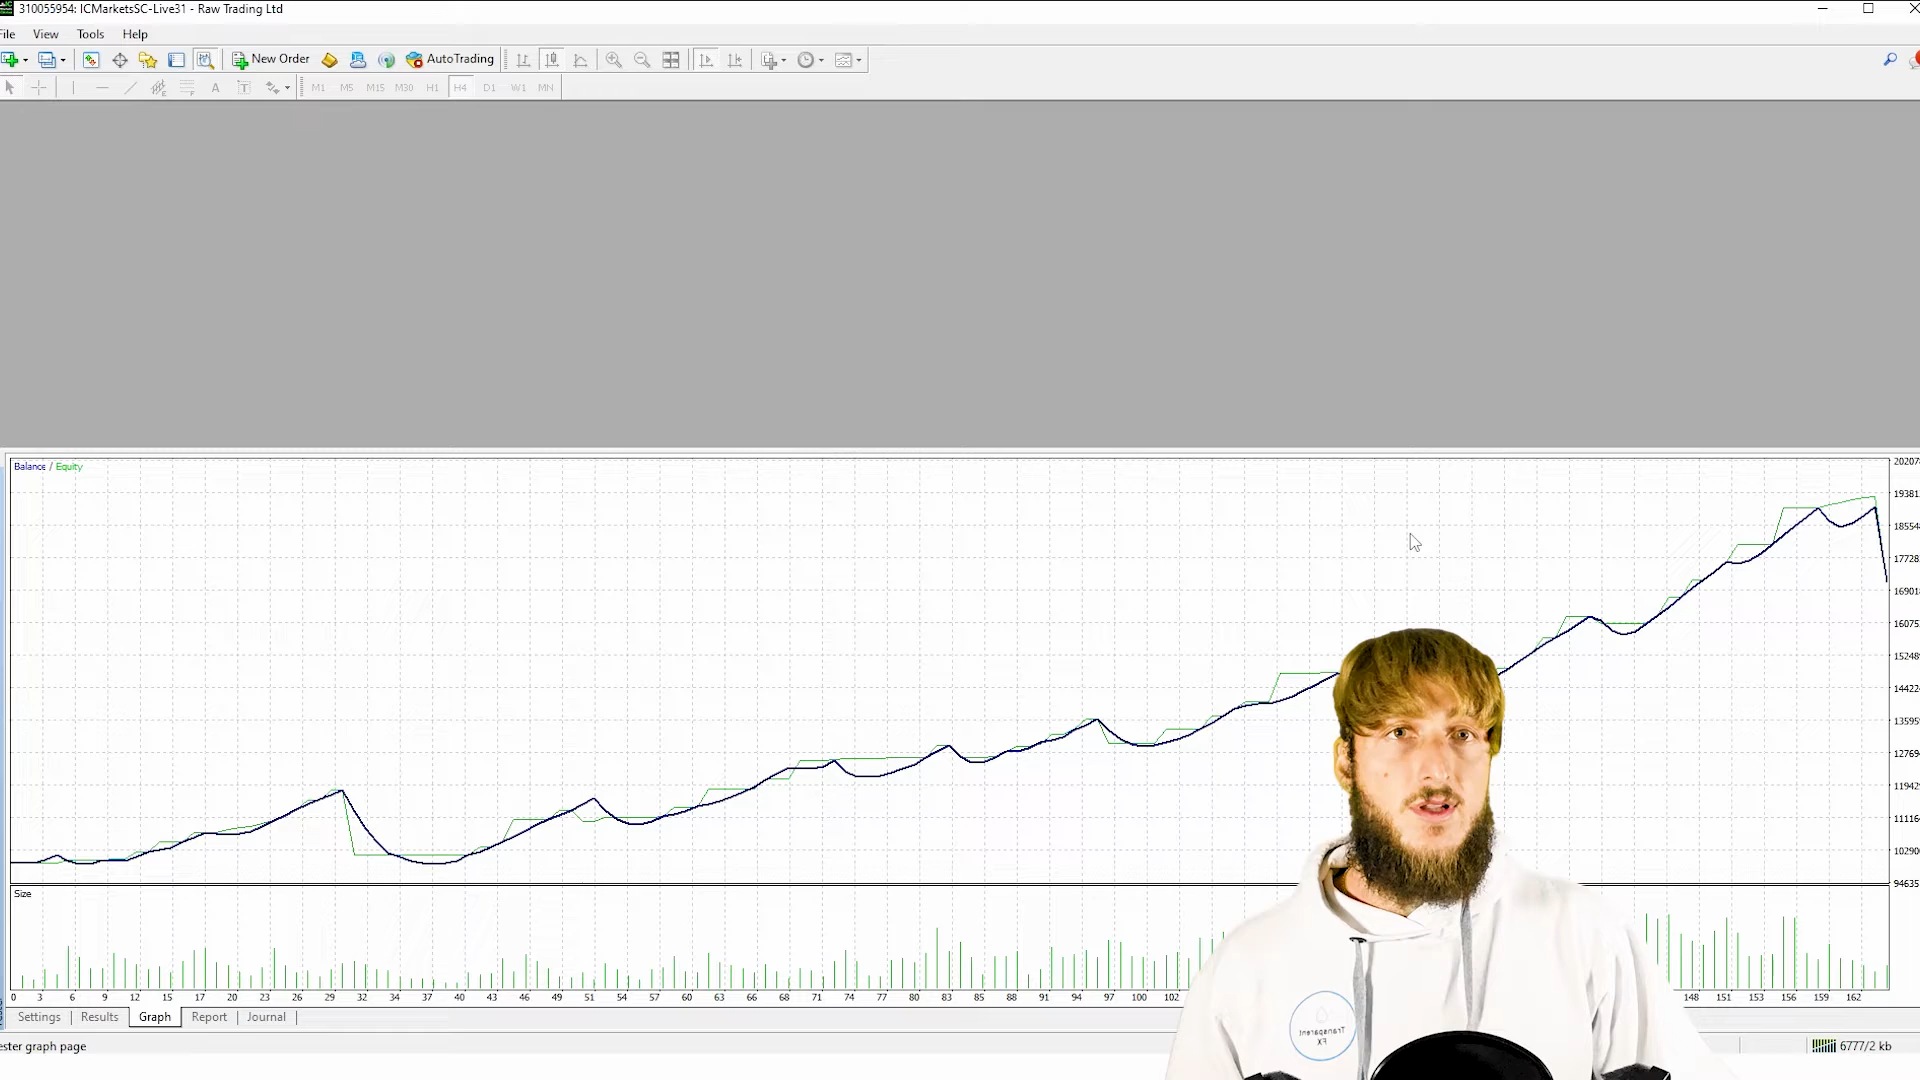 310055954: ICMarketsSC-Live31 - Raw Trading Ltd
File View Tools Help
New Order AutoTrading
A T M1 M5 M15 M30 H1 H4 D1 W1 MN
Balance / Equity
20207
19381
18554
17728
16901
16075
15248
14422
13595
12769
11942
11116
10290
94635
Size
0 3 6 9 12 15 17 20 23 26 29 32 34 37 40 43 46 49 51 54 57 60 63 66 68 71 74 77 80 83 85 88 91 94 97 100 102 148 151 153 156 159 162
Settings Results Graph Report Journal
ester graph page
6777/2 kb
Transparent
FX